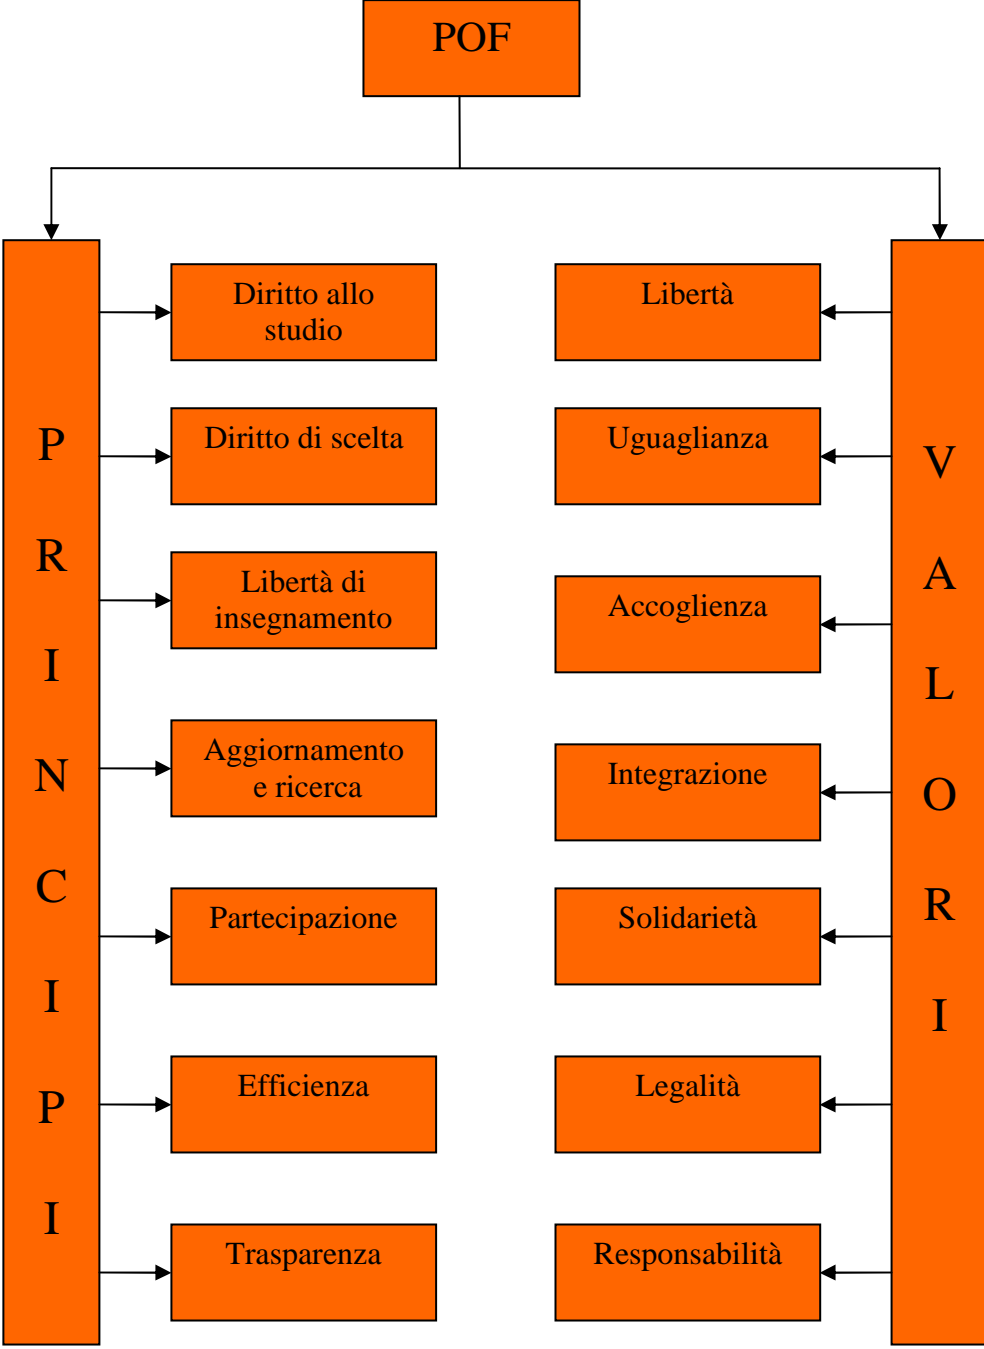 POF
P
R
I
N
C
I
P
I
Diritto allo
studio
Diritto di scelta
Libertà di
insegnamento
Aggiornamento
e ricerca
Partecipazione
Efficienza
Trasparenza
Libertà
Uguaglianza
Accoglienza
Integrazione
Solidarietà
Legalità
Responsabilità
V
A
L
O
R
I